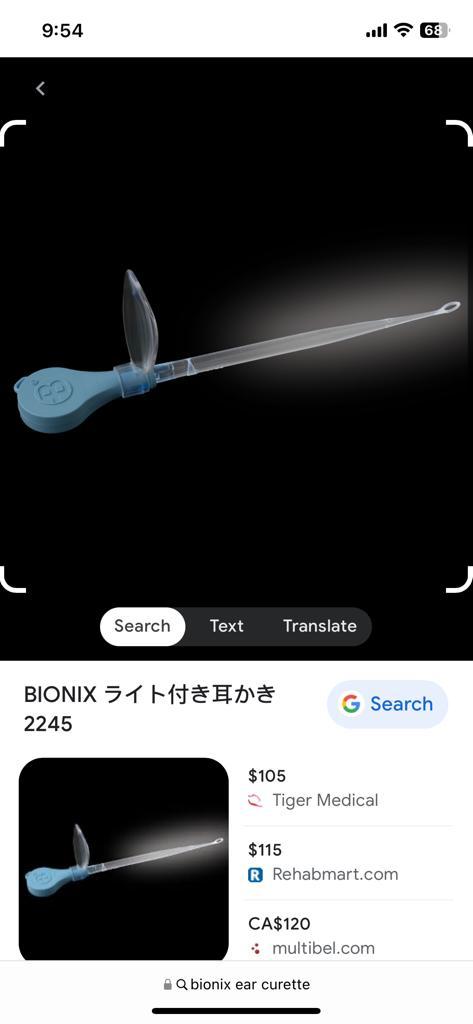 9:54
68
Search
Text
Translate
BIONIX ライト付き耳かき
2245
Search
$105
Tiger Medical
$115
R
Rehabmart.com
CA$120
multibel.com
bionix ear curette